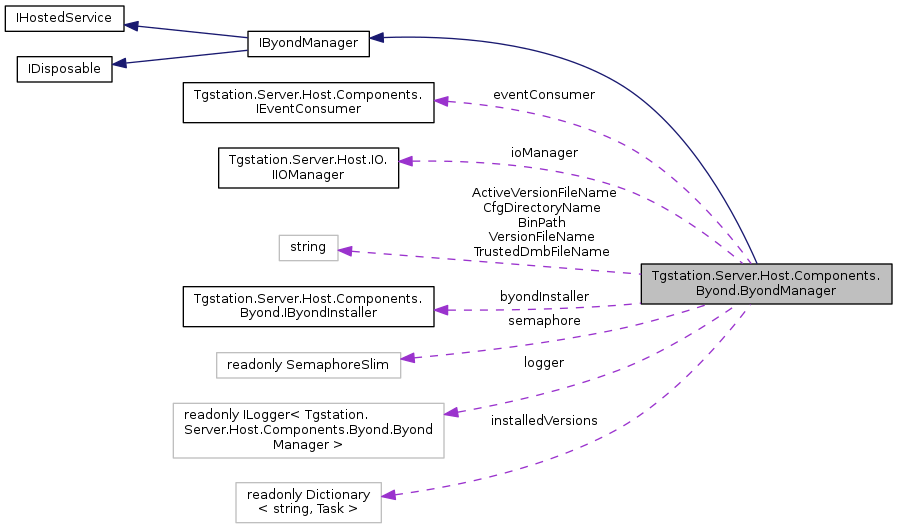 IHostedService
IByondManager
IDisposable
Tgstation.Server.Host.Components.
IEventConsumer
eventConsumer
Tgstation.Server.Host.IO.
IIOManager
ioManager
ActiveVersionFileName
CfgDirectoryName
BinPath
VersionFileName
TrustedDmbFileName
string
Tgstation.Server.Host.Components.
Byond.ByondManager
Tgstation.Server.Host.Components.
Byond.IByondInstaller
byondInstaller
semaphore
readonly SemaphoreSlim
logger
readonly ILogger< Tgstation.
Server.Host.Components.Byond.Byond
Manager >
installedVersions
readonly Dictionary
< string, Task >